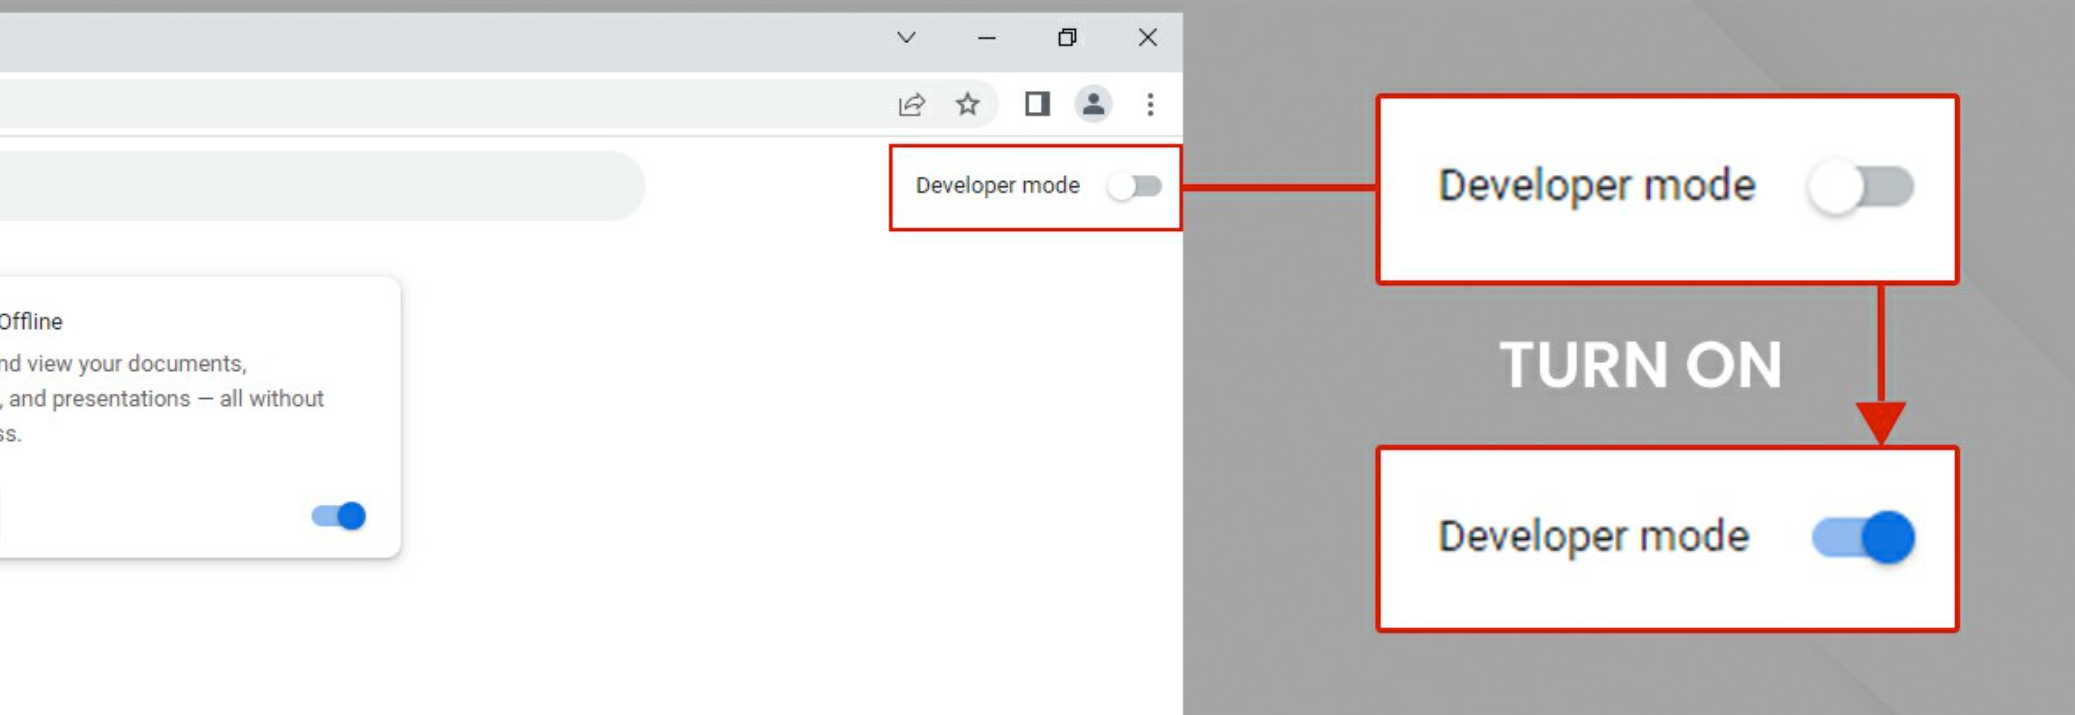 Developer mode
Offline
nd view your documents,
, and presentations — all without
ss.
Developer mode
TURN ON
Developer mode